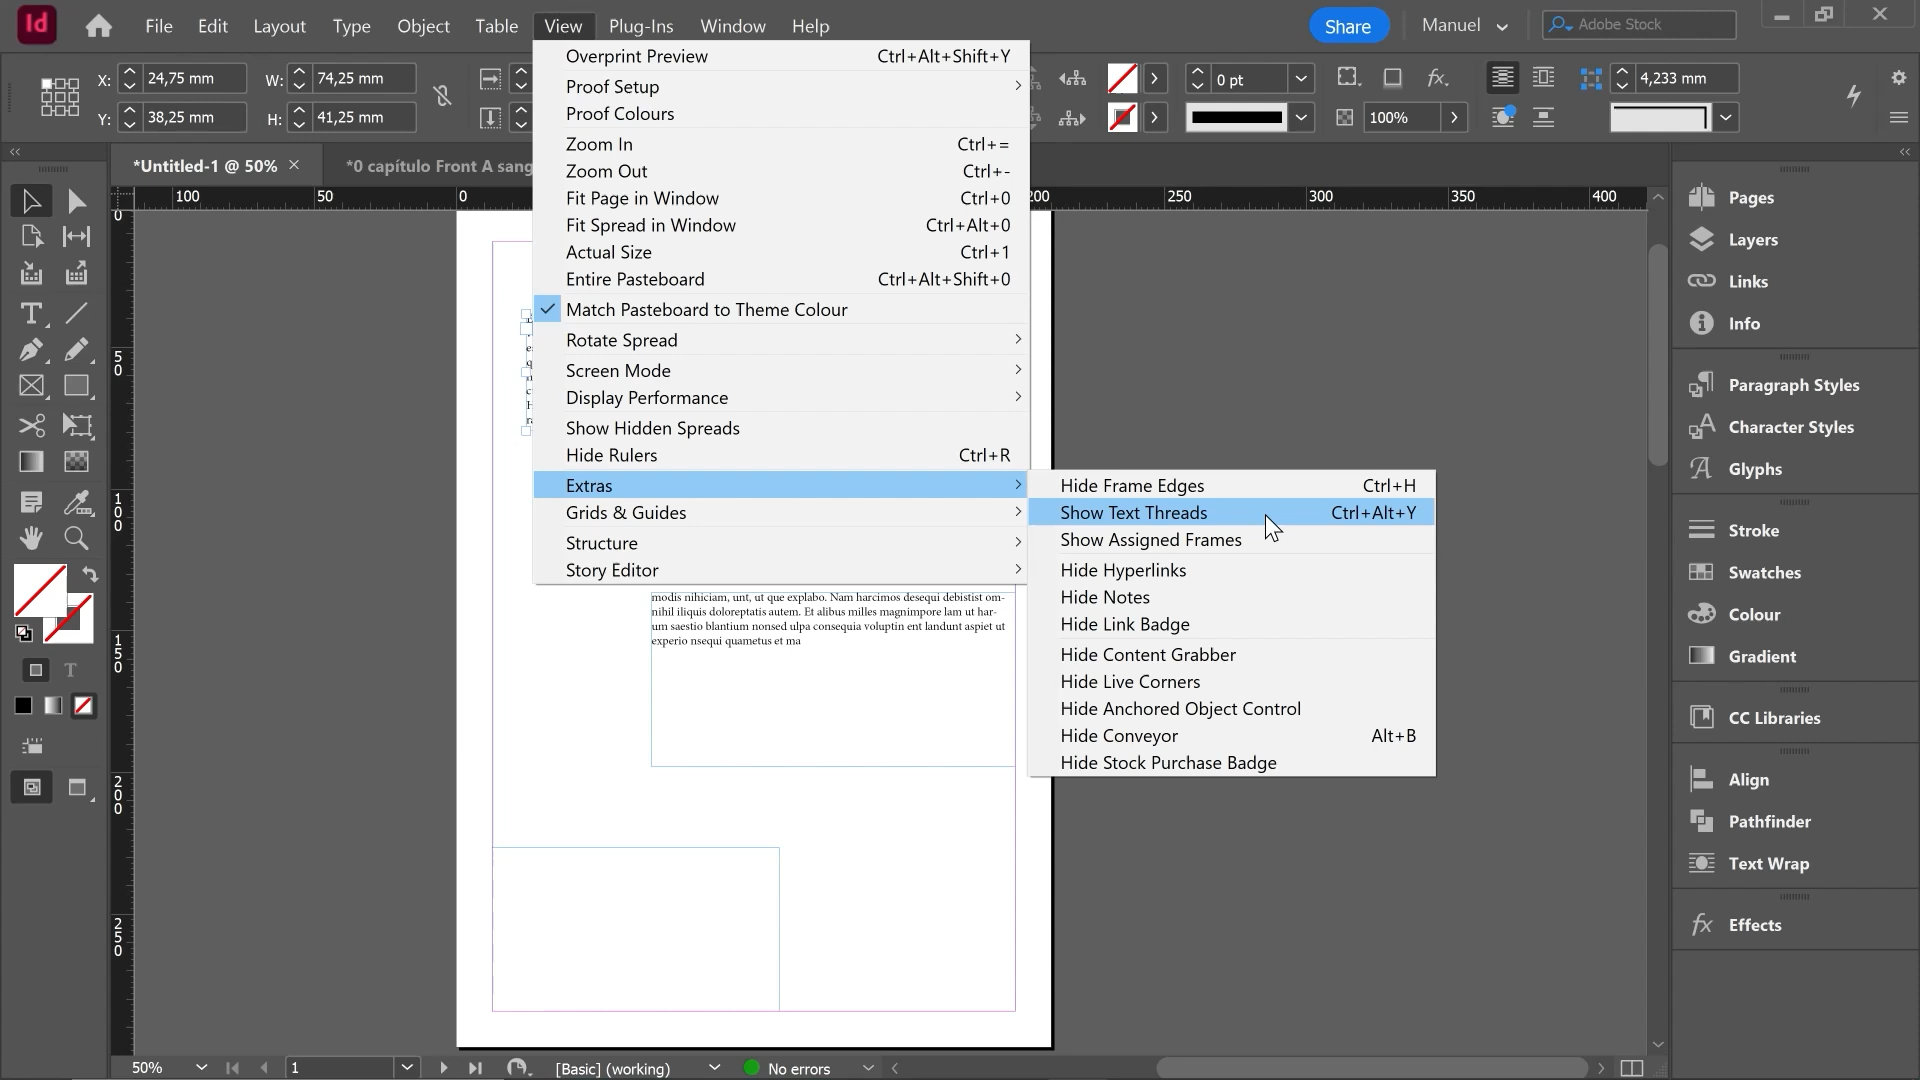 Id
File Edit Layout Type Object Table View Plug-Ins Window Help
Share
Manuel
Adobe Stock
X: 24,75 mm W: 74,25 mm 0 pt fx. 4,233 mm
Y: 38,25 mm H: 41,25 mm 100%
*Untitled-1 @ 50% ×
*0 capítulo Front A sang
100 50 0 200 250 300 350 400
0
50
100
150
200
250
Overprint Preview Ctrl+Alt+Shift+Y
Proof Setup
Proof Colours
Zoom In Ctrl+=
Zoom Out Ctrl+-
Fit Page in Window Ctrl+0
Fit Spread in Window Ctrl+Alt+0
Actual Size Ctrl+1
Entire Pasteboard Ctrl+Alt+Shift+0
Match Pasteboard to Theme Colour
Rotate Spread
Screen Mode
Display Performance
Show Hidden Spreads
Hide Rulers Ctrl+R
Extras
Grids & Guides
Structure
Story Editor
Hide Frame Edges Ctrl+H
Show Text Threads Ctrl+Alt+Y
Show Assigned Frames
Hide Hyperlinks
Hide Notes
Hide Link Badge
Hide Content Grabber
Hide Live Corners
Hide Anchored Object Control
Hide Conveyor Alt+B
Hide Stock Purchase Badge
modis nihiciam, unt, ut que explabo. Nam harcimos desequi debistist om-
nihil iliquis doloreptatis autem. Et alibus milles magnimpore lam ut har-
um saestio blantium nonsed ulpa consequia voluptin ent landunt aspiet ut
experio nsequi quametus et ma
Pages
Layers
Links
Info
Paragraph Styles
Character Styles
Glyphs
Stroke
Swatches
Colour
Gradient
CC Libraries
Align
Pathfinder
Text Wrap
fx Effects
50% 1 [Basic] (working) No errors